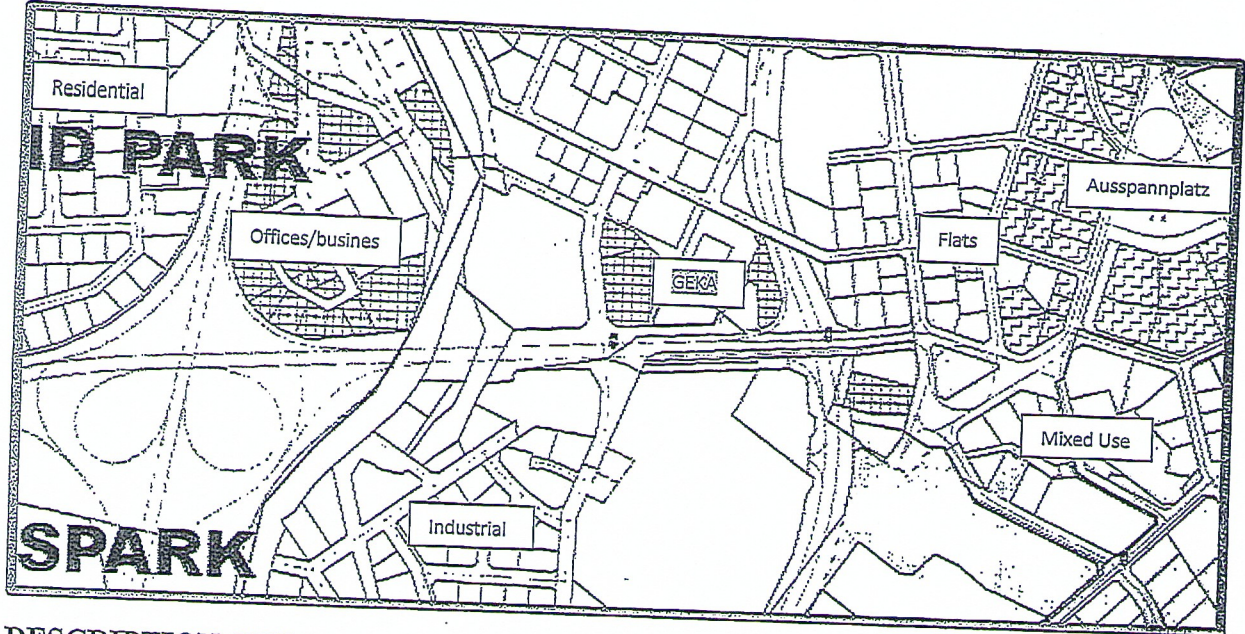 Residential
ID PARK
Offices/busines
GEKA
Flats
Ausspannplatz
Mixed Use
Industrial
SPARK